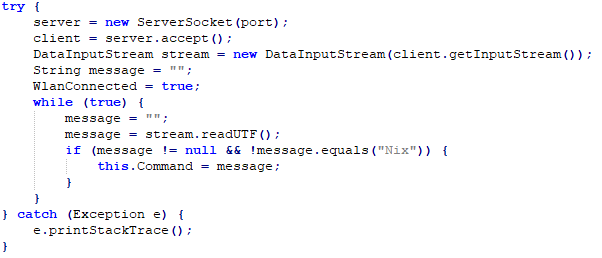 try {
    server = new ServerSocket(port);
    client = server.accept();
    DataInputStream stream = new DataInputStream(client.getInputStream());
    String message = "";
    WlanConnected = true;
    while (true) {
        message = "";
        message = stream.readUTF();
        if (message != null && !message.equals("Nix")) {
            this.Command = message;
        }
    }
} catch (Exception e) {
    e.printStackTrace();
}